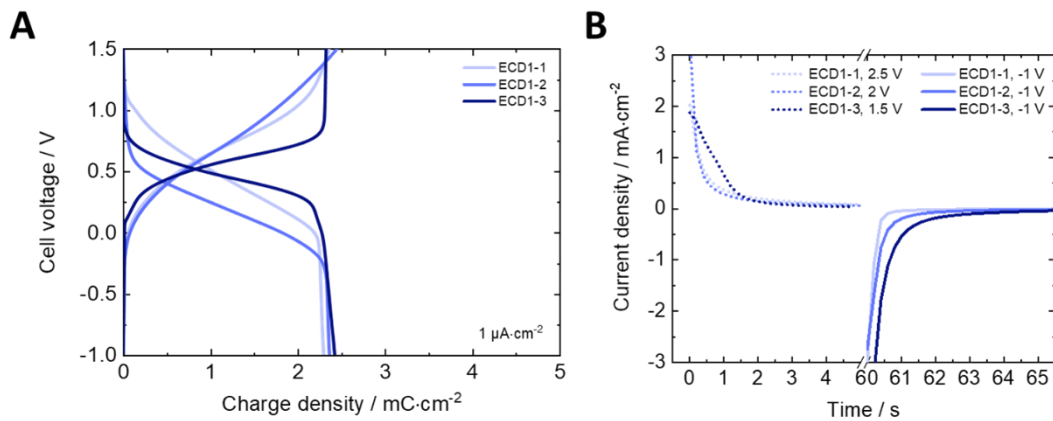 A
1.5
1.0
0.5
0.0
-0.5
-1.0
Cell voltage / V
ECD1-1
ECD1-2
ECD1-3
1 µA·cm-2
0 1 2 3 4 5
Charge density / mC·cm-2
B
3
2
1
0
-1
-2
-3
Current density / mA·cm-2
ECD1-1, 2.5 V
ECD1-2, 2 V
ECD1-3, 1.5 V
ECD1-1, -1 V
ECD1-2, -1 V
ECD1-3, -1 V
0 1 2 3 4 5 60 61 62 63 64 65
Time / s